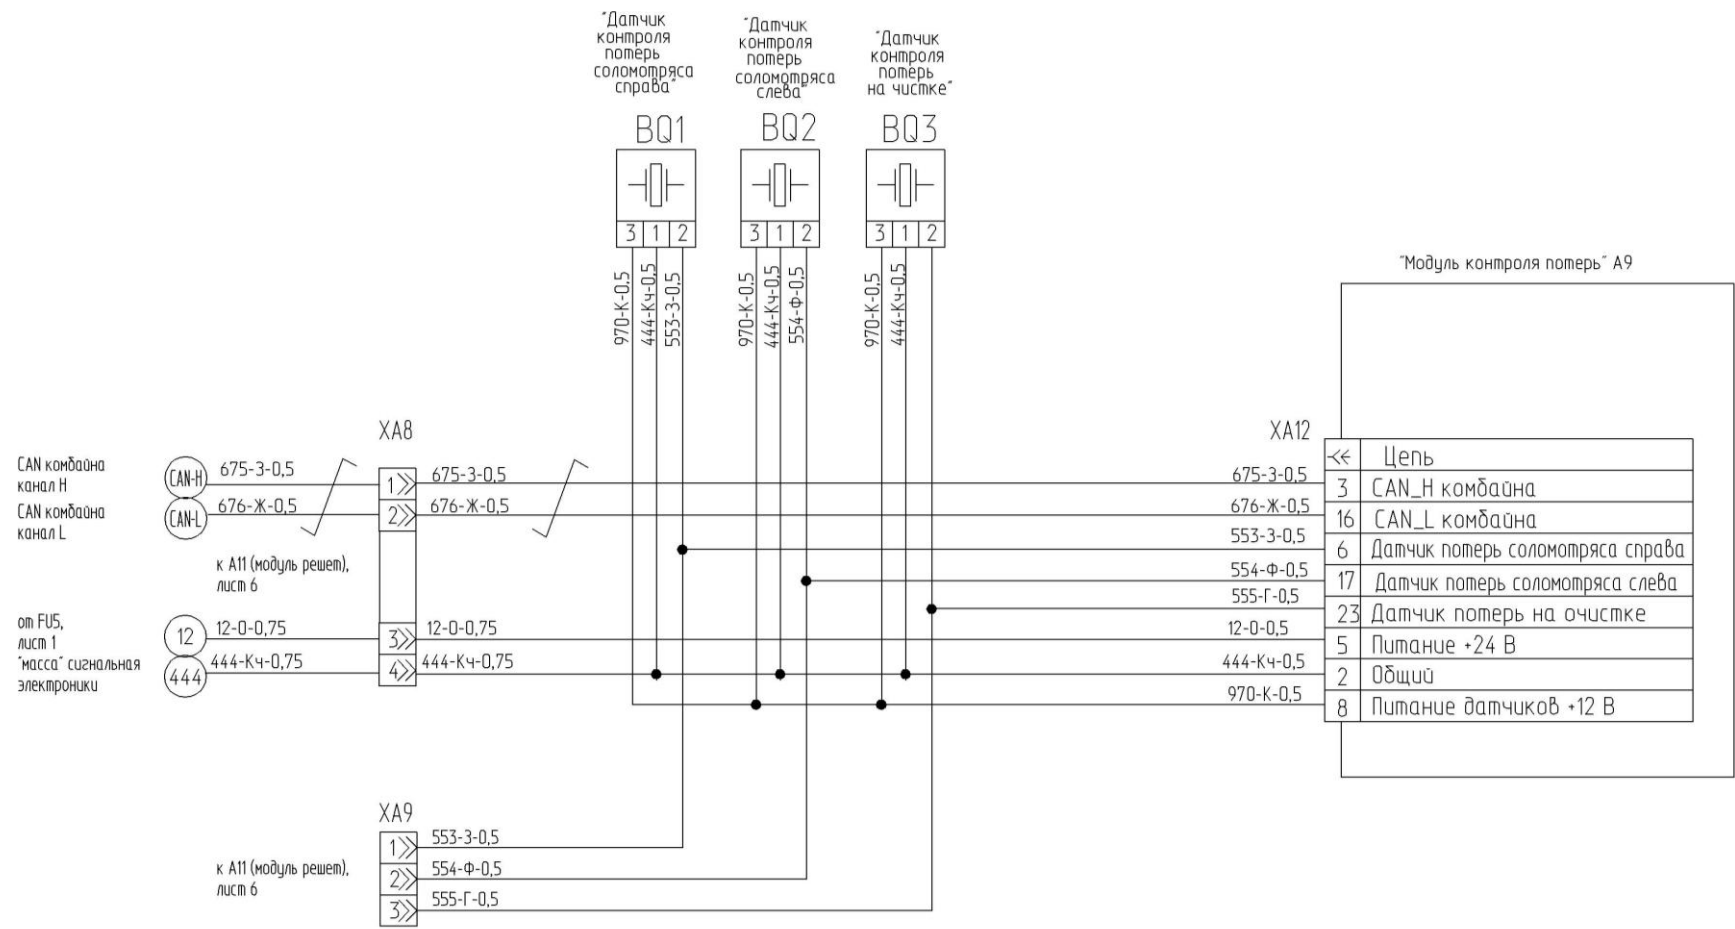 "Датчик
контроля
потерь
соломотряса
справа"
"Датчик
контроля
потерь
соломотряса
слева"
"Датчик
контроля
потерь
на чистке"
BQ1
BQ2
BQ3
3 1 2
3 1 2
3 1 2
970-К-0,5
444-Кч-0,5
553-З-0,5
970-К-0,5
444-Кч-0,5
554-Ф-0,5
970-К-0,5
444-Кч-0,5
"Модуль контроля потерь" А9
ХА8
CAN комбайна
канал H
CAN-H
675-З-0,5
1
675-З-0,5
CAN комбайна
канал L
CAN-L
676-Ж-0,5
2
676-Ж-0,5
к А11 (модуль решет),
лист 6
от FU5,
лист 1
12
12-О-0,75
3
12-О-0,75
"масса" сигнальная
электроники
444
444-Кч-0,75
4
444-Кч-0,75
ХА12
Цепь
675-З-0,5
3 CAN_H комбайна
676-Ж-0,5
16 CAN_L комбайна
553-З-0,5
6 Датчик потерь соломотряса справа
554-Ф-0,5
17 Датчик потерь соломотряса слева
555-Г-0,5
23 Датчик потерь на очистке
12-О-0,5
5 Питание +24 В
444-Кч-0,5
2 Общий
970-К-0,5
8 Питание датчиков +12 В
ХА9
к А11 (модуль решет),
лист 6
1
553-З-0,5
2
554-Ф-0,5
3
555-Г-0,5